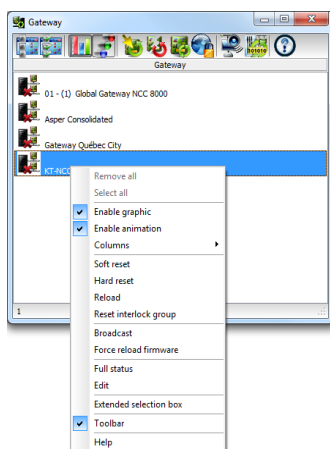 Gateway
Gateway
01 - (1) Global Gateway NCC 8000
Asper Consolidated
Gateway Québec City
KT-NCC
Remove all
Select all
Enable graphic
Enable animation
Columns
Soft reset
Hard reset
Reload
Reset interlock group
Broadcast
Force reload firmware
Full status
Edit
Extended selection box
Toolbar
Help
1